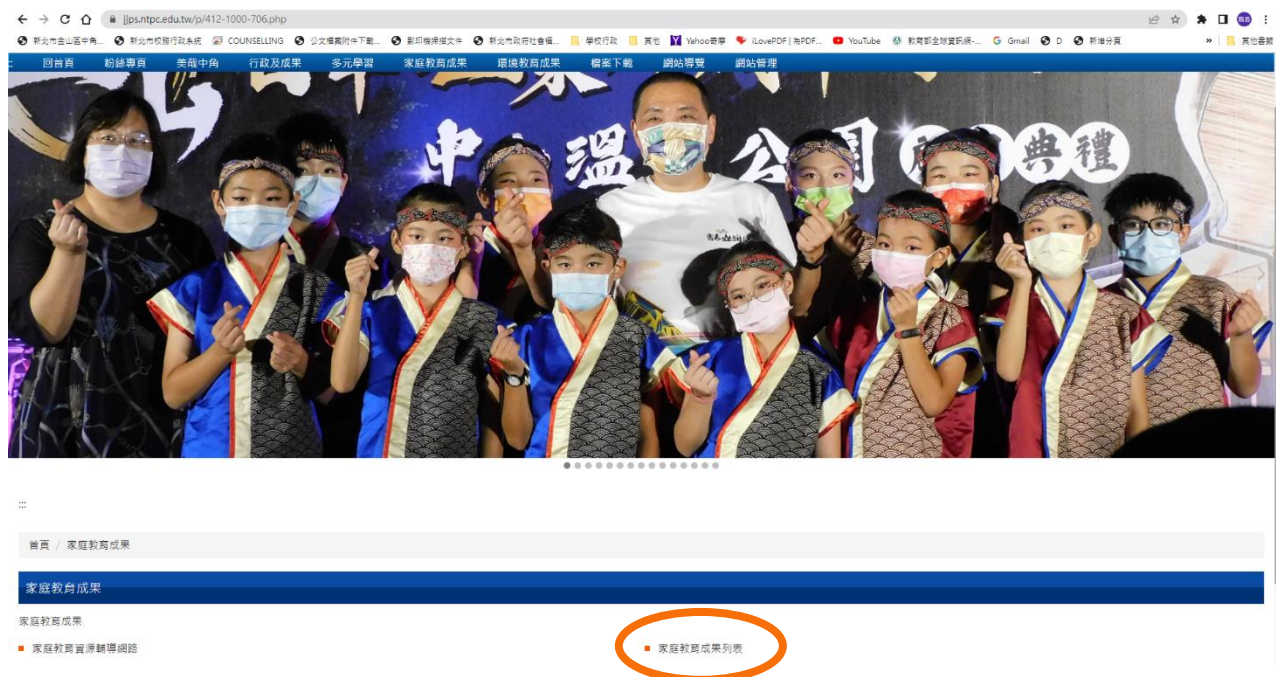 jjps.ntpc.edu.tw/p/412-1000-706.php
新北市金山區中角... 新北市校務行政系統 COUNSELLING 公文檔案附件下載... 影印機掃描文件 新北市政府社會福... 學校行政 其他 Yahoo奇摩 iLovePDF | 為PDF... YouTube 教育部全球資訊網-... Gmail D 新增分頁 » 其他書籤
回首頁 粉絲專頁 美哉中角 行政及成果 多元學習 家庭教育成果 環境教育成果 檔案下載 網站導覽 網站管理
中 溫 公園 典禮
:::
首頁 / 家庭教育成果
家庭教育成果
家庭教育成果
家庭教育資源輔導網路 家庭教育成果列表